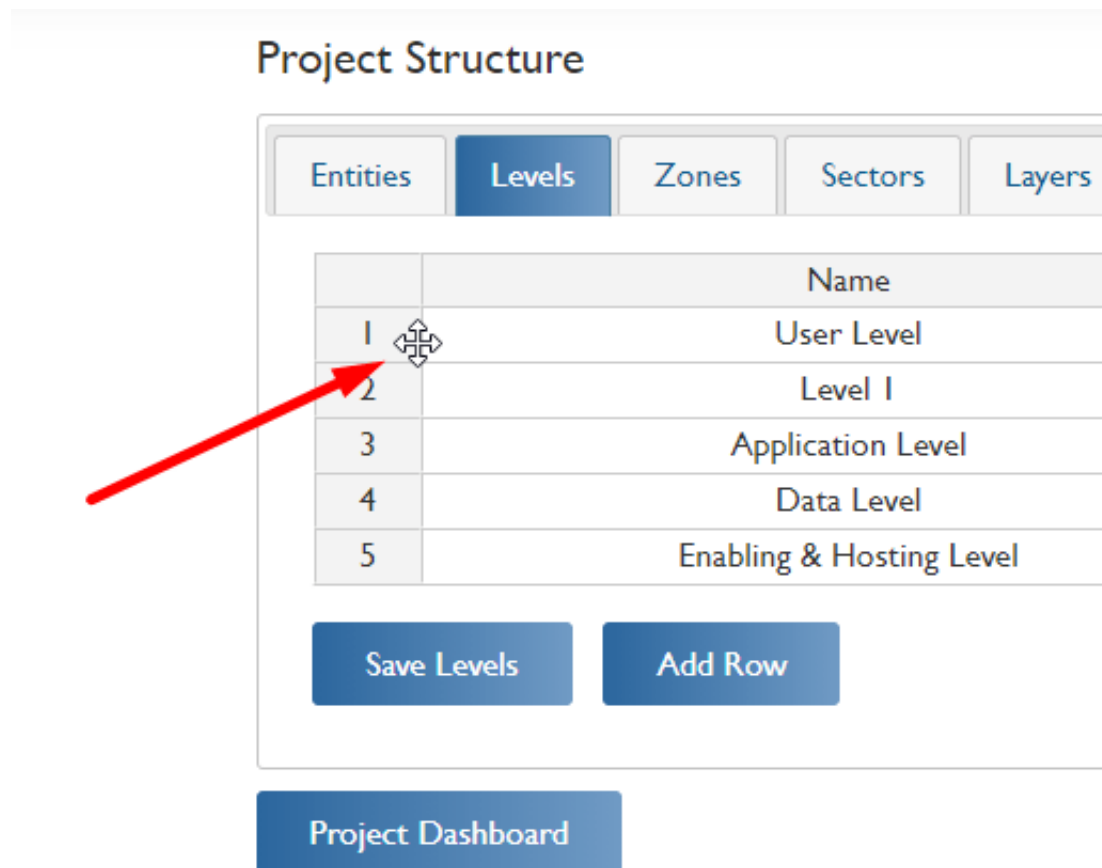 Project Structure
Entities Levels Zones Sectors Layers
Name
1 User Level
2 Level 1
3 Application Level
4 Data Level
5 Enabling & Hosting Level
Save Levels Add Row
Project Dashboard